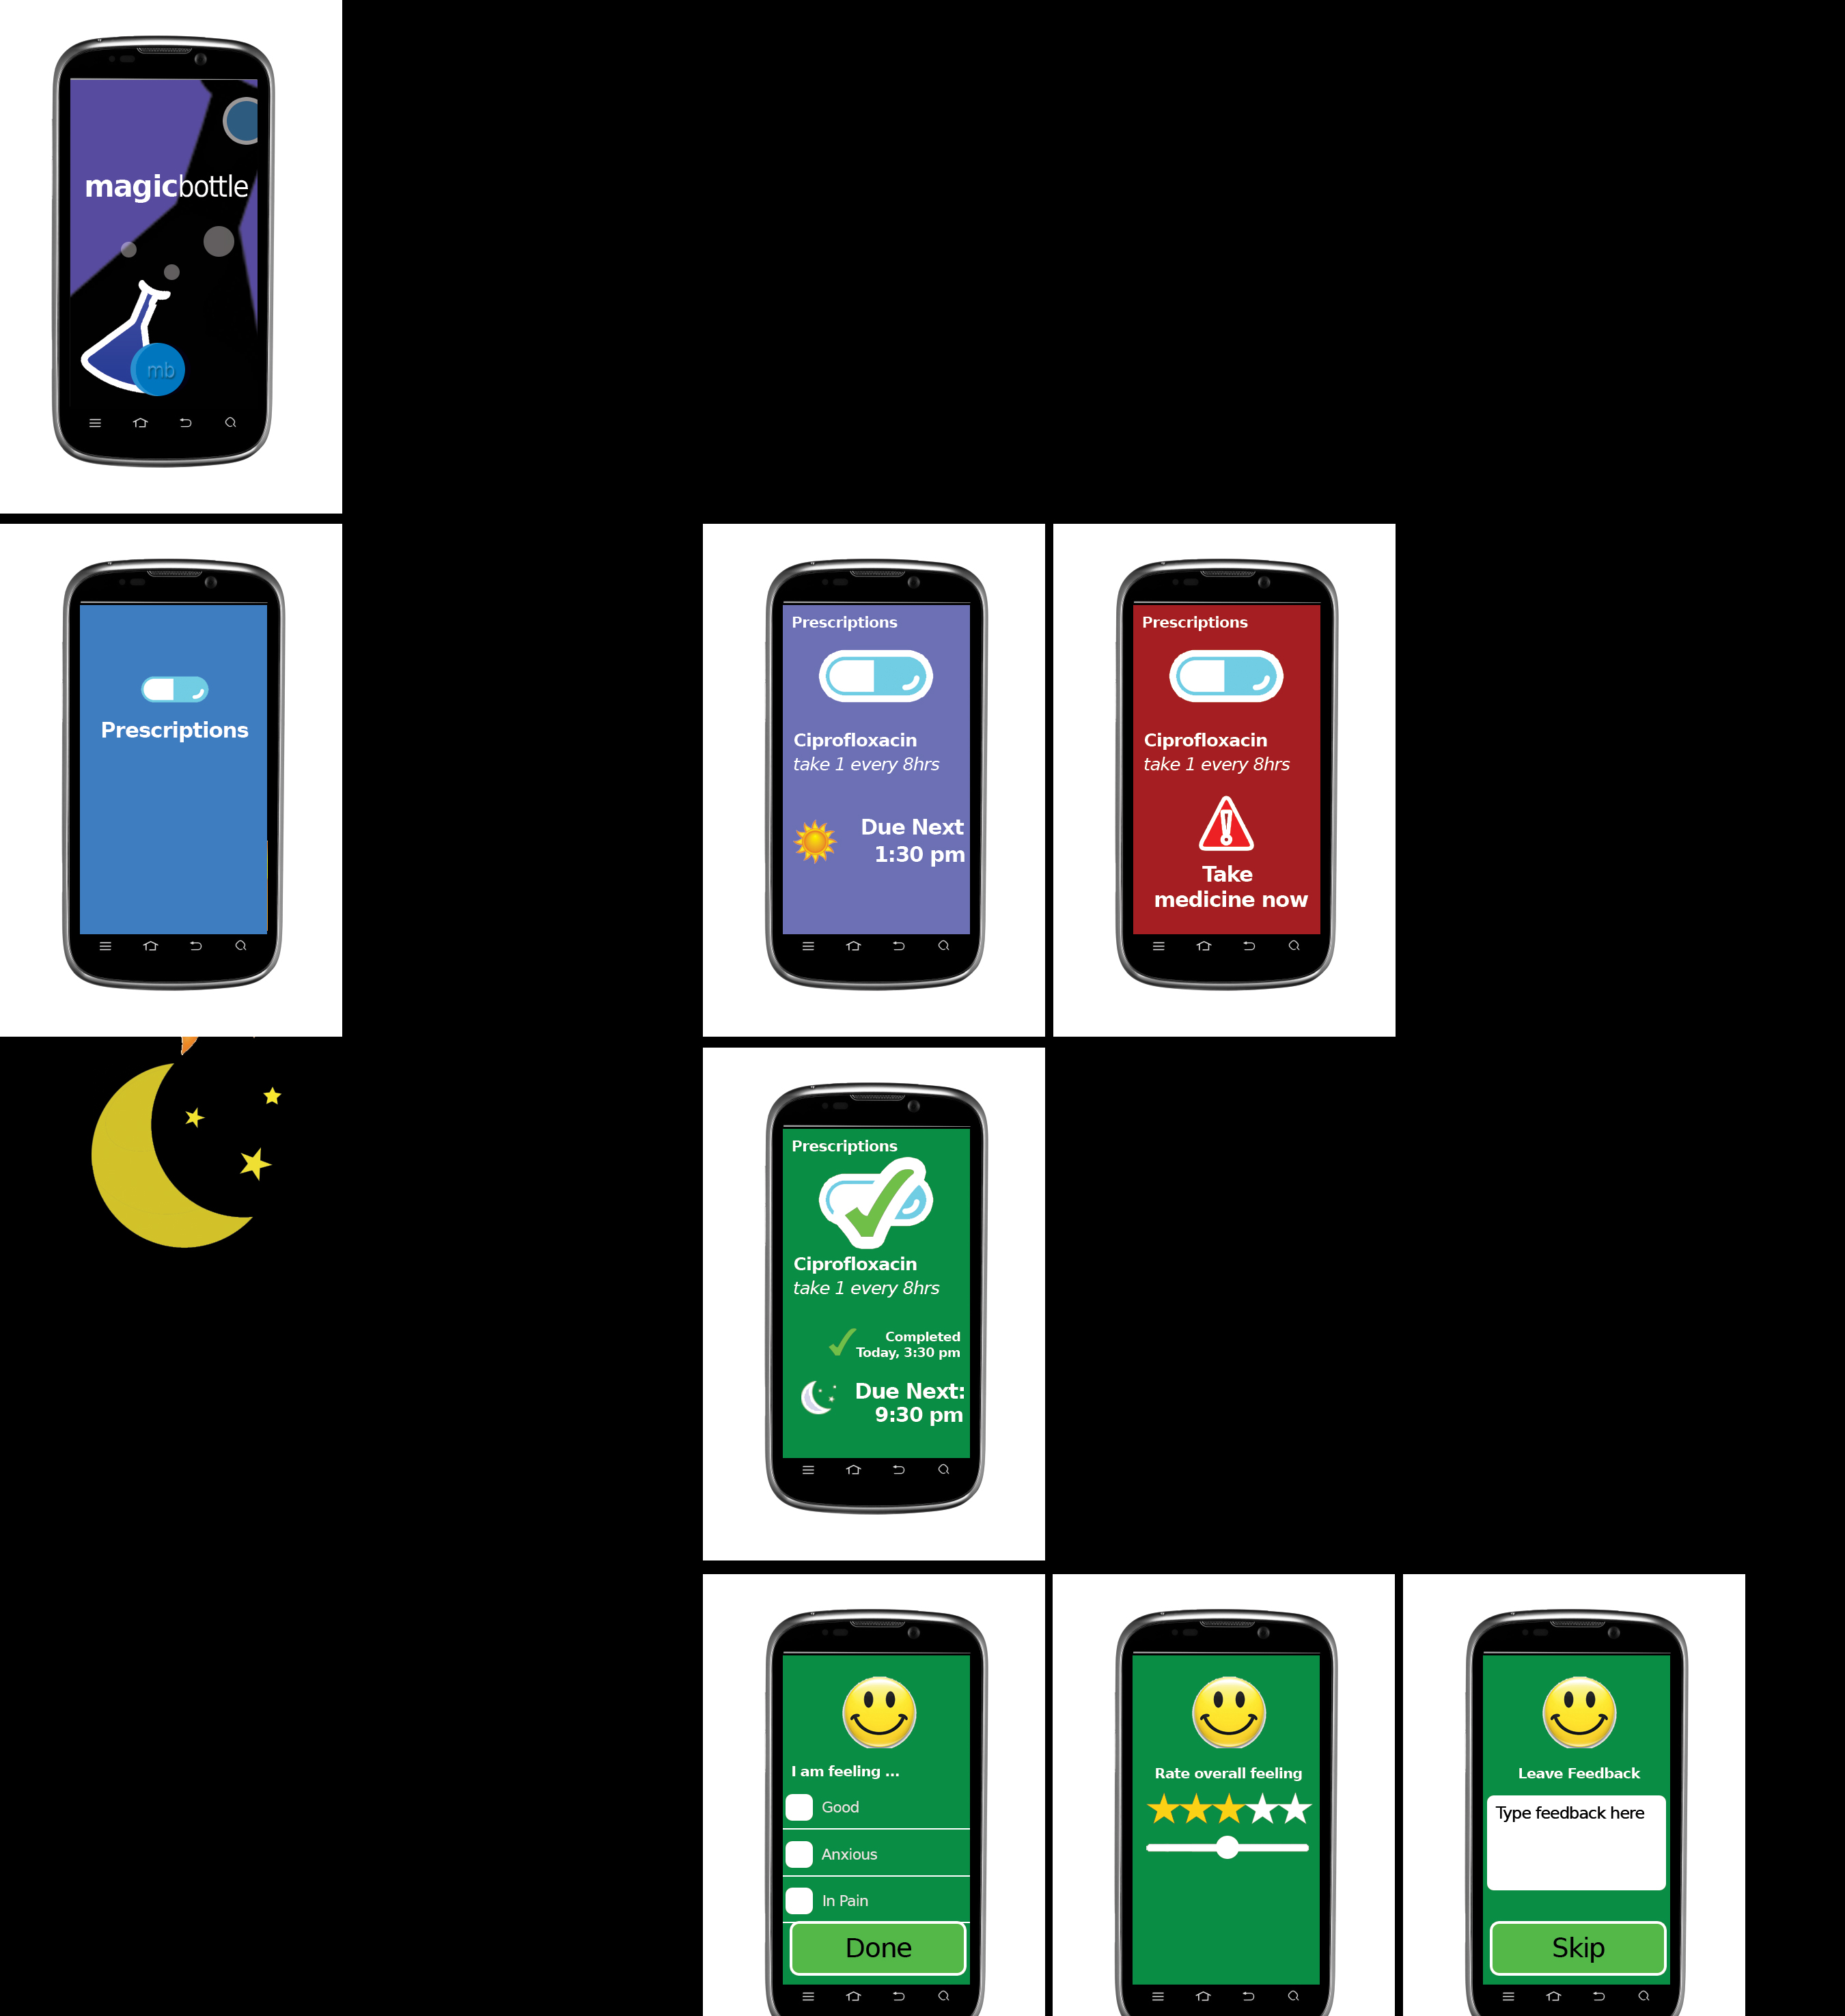 magicbottle
mb
Prescriptions
Prescriptions
Ciprofloxacin
take 1 every 8hrs
Due Next
1:30 pm
Prescriptions
Ciprofloxacin
take 1 every 8hrs
Take
medicine now
Prescriptions
Ciprofloxacin
take 1 every 8hrs
Completed
Today, 3:30 pm
Due Next:
9:30 pm
I am feeling ...
Good
Anxious
In Pain
Done
Rate overall feeling
Leave Feedback
Type feedback here
Skip